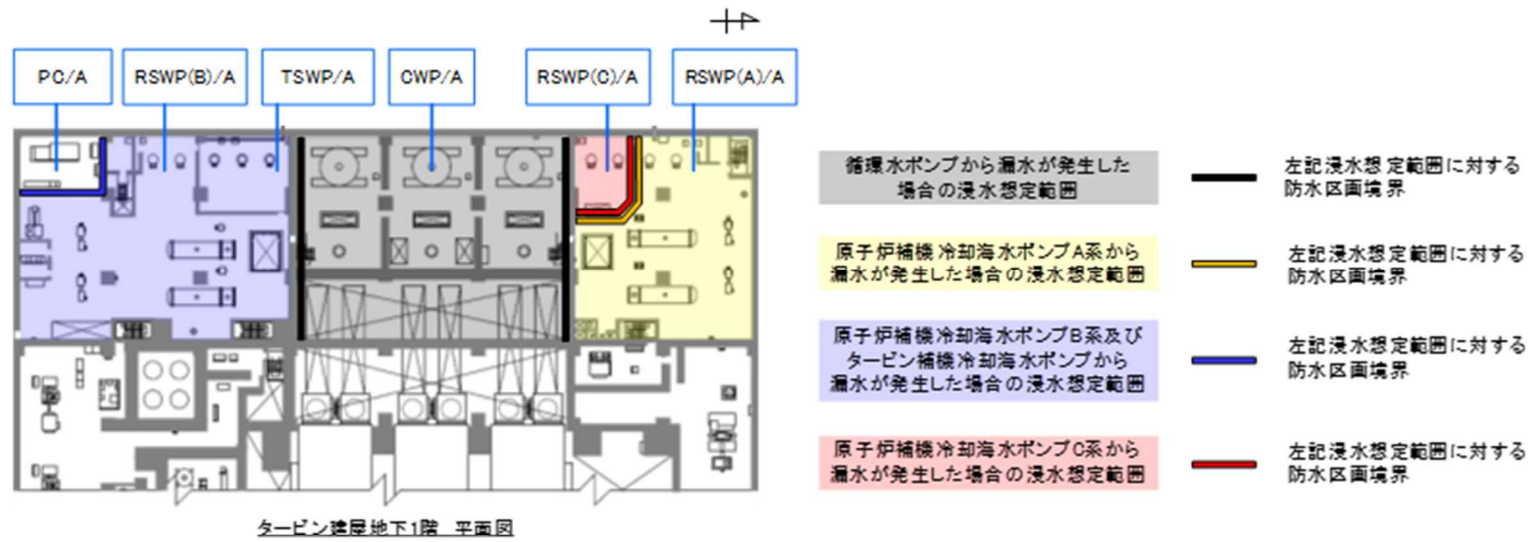 PC/A
RSWP(B)/A
TSWP/A
CWP/A
RSWP(C)/A
RSWP(A)/A
循環水ポンプから漏水が発生した
場合の浸水想定範囲
左記浸水想定範囲に対する
防水区画境界
原子炉補機冷却海水ポンプA系から
漏水が発生した場合の浸水想定範囲
左記浸水想定範囲に対する
防水区画境界
原子炉補機冷却海水ポンプB系及び
タービン補機冷却海水ポンプから
漏水が発生した場合の浸水想定範囲
左記浸水想定範囲に対する
防水区画境界
原子炉補機冷却海水ポンプC系から
漏水が発生した場合の浸水想定範囲
左記浸水想定範囲に対する
防水区画境界
タービン建屋地下1階 平面図